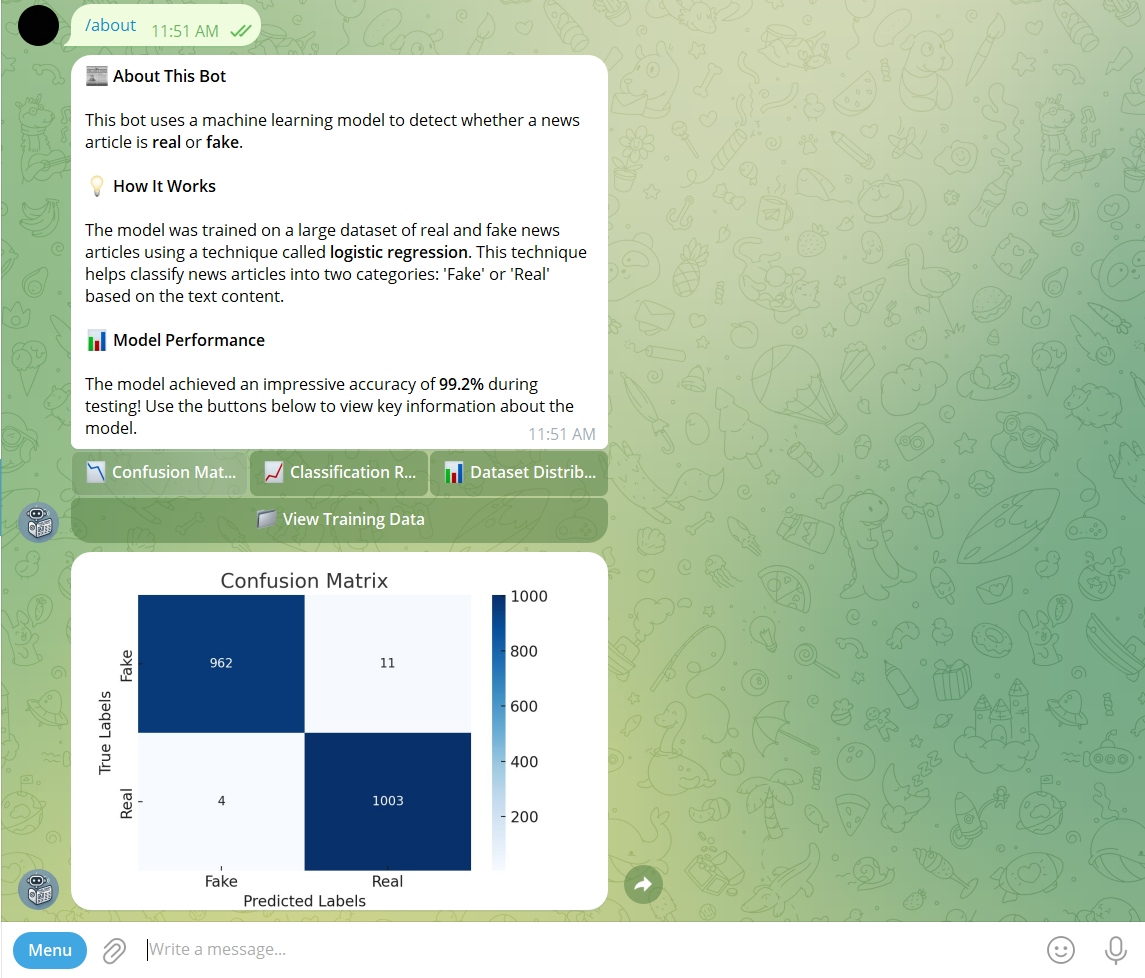 /about 11:51 AM
About This Bot
This bot uses a machine learning model to detect whether a news
article is real or fake.
How It Works
The model was trained on a large dataset of real and fake news
articles using a technique called logistic regression. This technique
helps classify news articles into two categories: 'Fake' or 'Real'
based on the text content.
Model Performance
The model achieved an impressive accuracy of 99.2% during
testing! Use the buttons below to view key information about the
model.
11:51 AM
Confusion Mat... Classification R... Dataset Distrib...
View Training Data
Confusion Matrix
1000
800
600
400
200
True Labels
Fake
962 11
Real
4 1003
Fake Real
Predicted Labels
Menu Write a message...